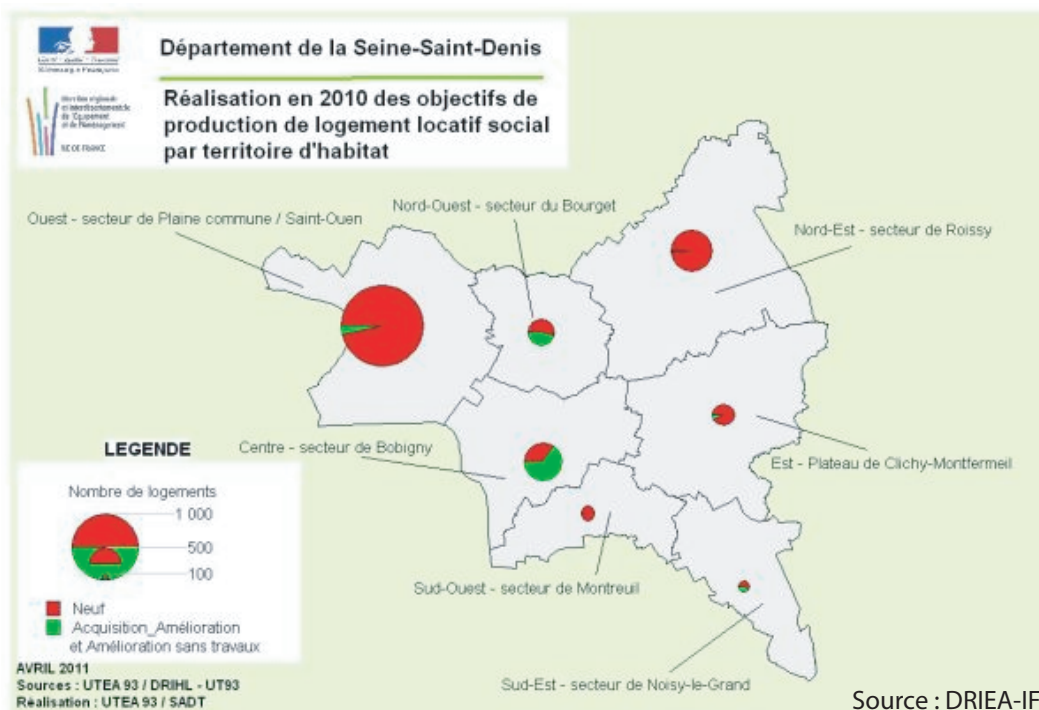 Département de la Seine-Saint-Denis
Réalisation en 2010 des objectifs de
production de logement locatif social
par territoire d'habitat
ILE DE FRANCE
Nord-Ouest - secteur du Bourget
Ouest - secteur de Plaine commune / Saint-Ouen
Nord-Est - secteur de Roissy
LEGENDE
Centre - secteur de Bobigny
Est - Plateau de Clichy-Montfermeil
Nombre de logements
1 000
500
100
Sud-Ouest - secteur de Montreuil
Neuf
Acquisition_Amélioration
et Amélioration sans travaux
AVRIL 2011
Sources : UTEA 93 / DRIHL - UT93
Réalisation : UTEA 93 / SADT
Sud-Est - secteur de Noisy-le-Grand
Source : DRIEA-IF